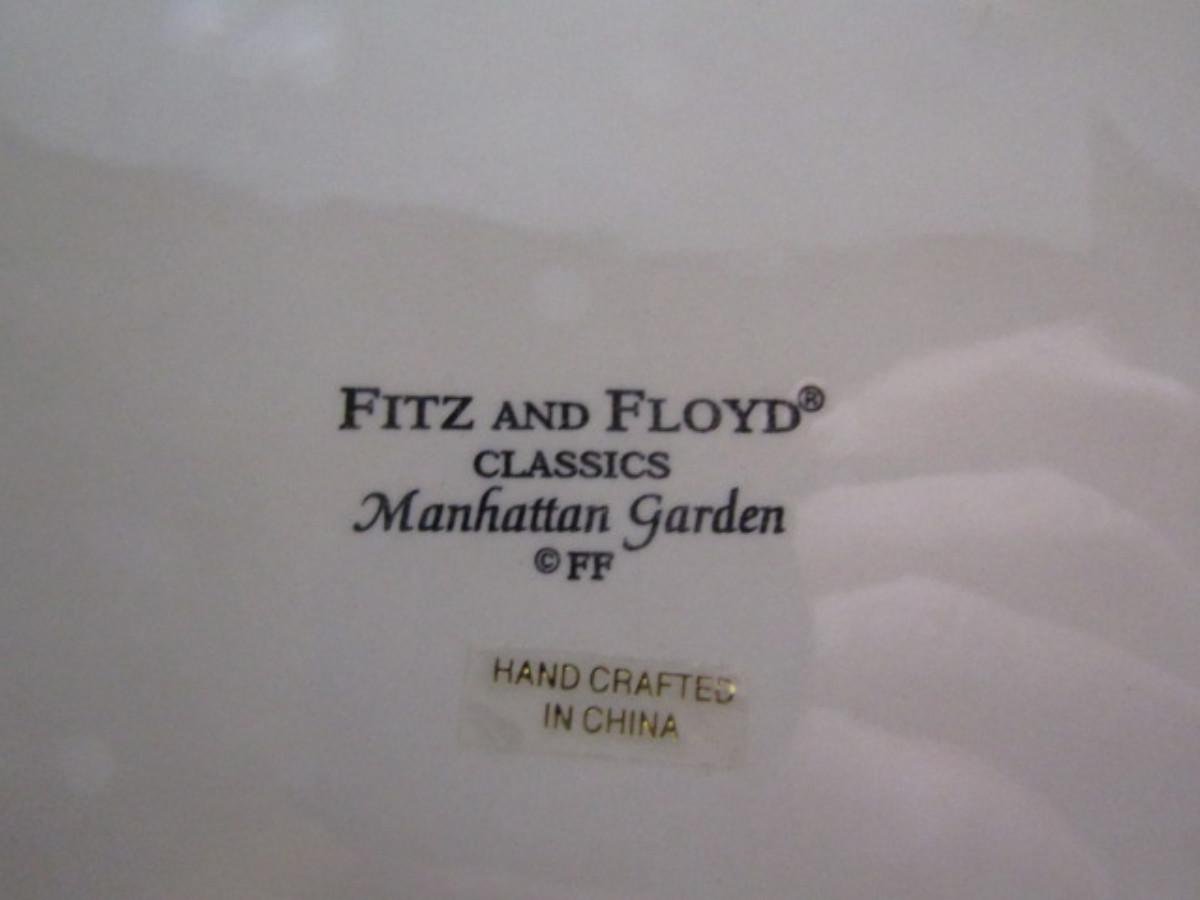 FITZ AND FLOYD®
CLASSICS
Manhattan Garden
© FF
HAND CRAFTED
IN CHINA